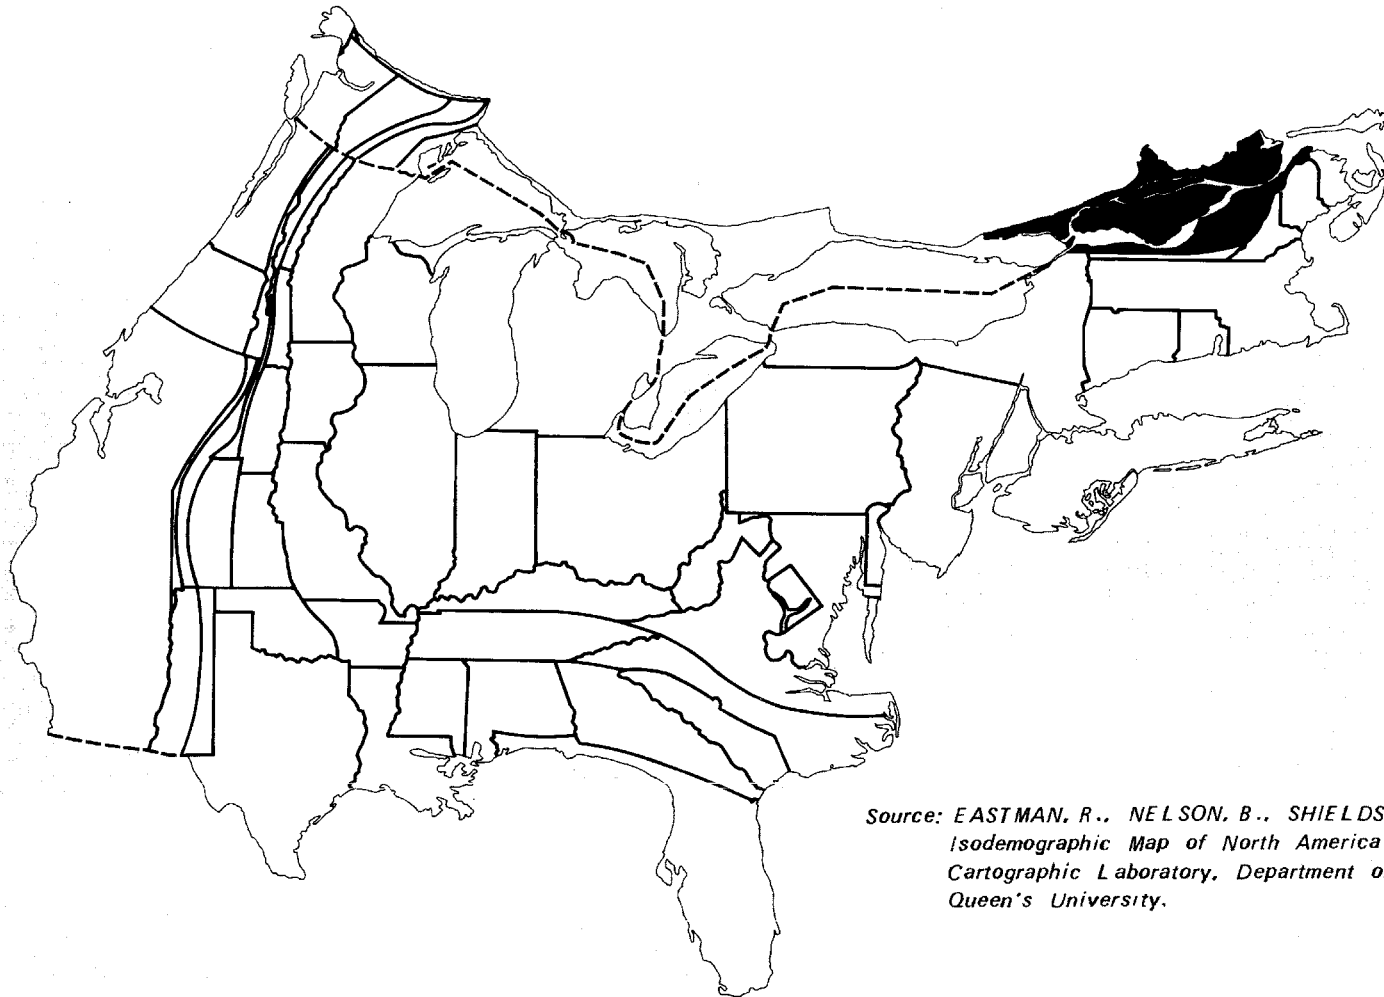 Source: EASTMAN, R., NELSON, B., SHIELDS
Isodemographic Map of North America
Cartographic Laboratory, Department o
Queen's University.